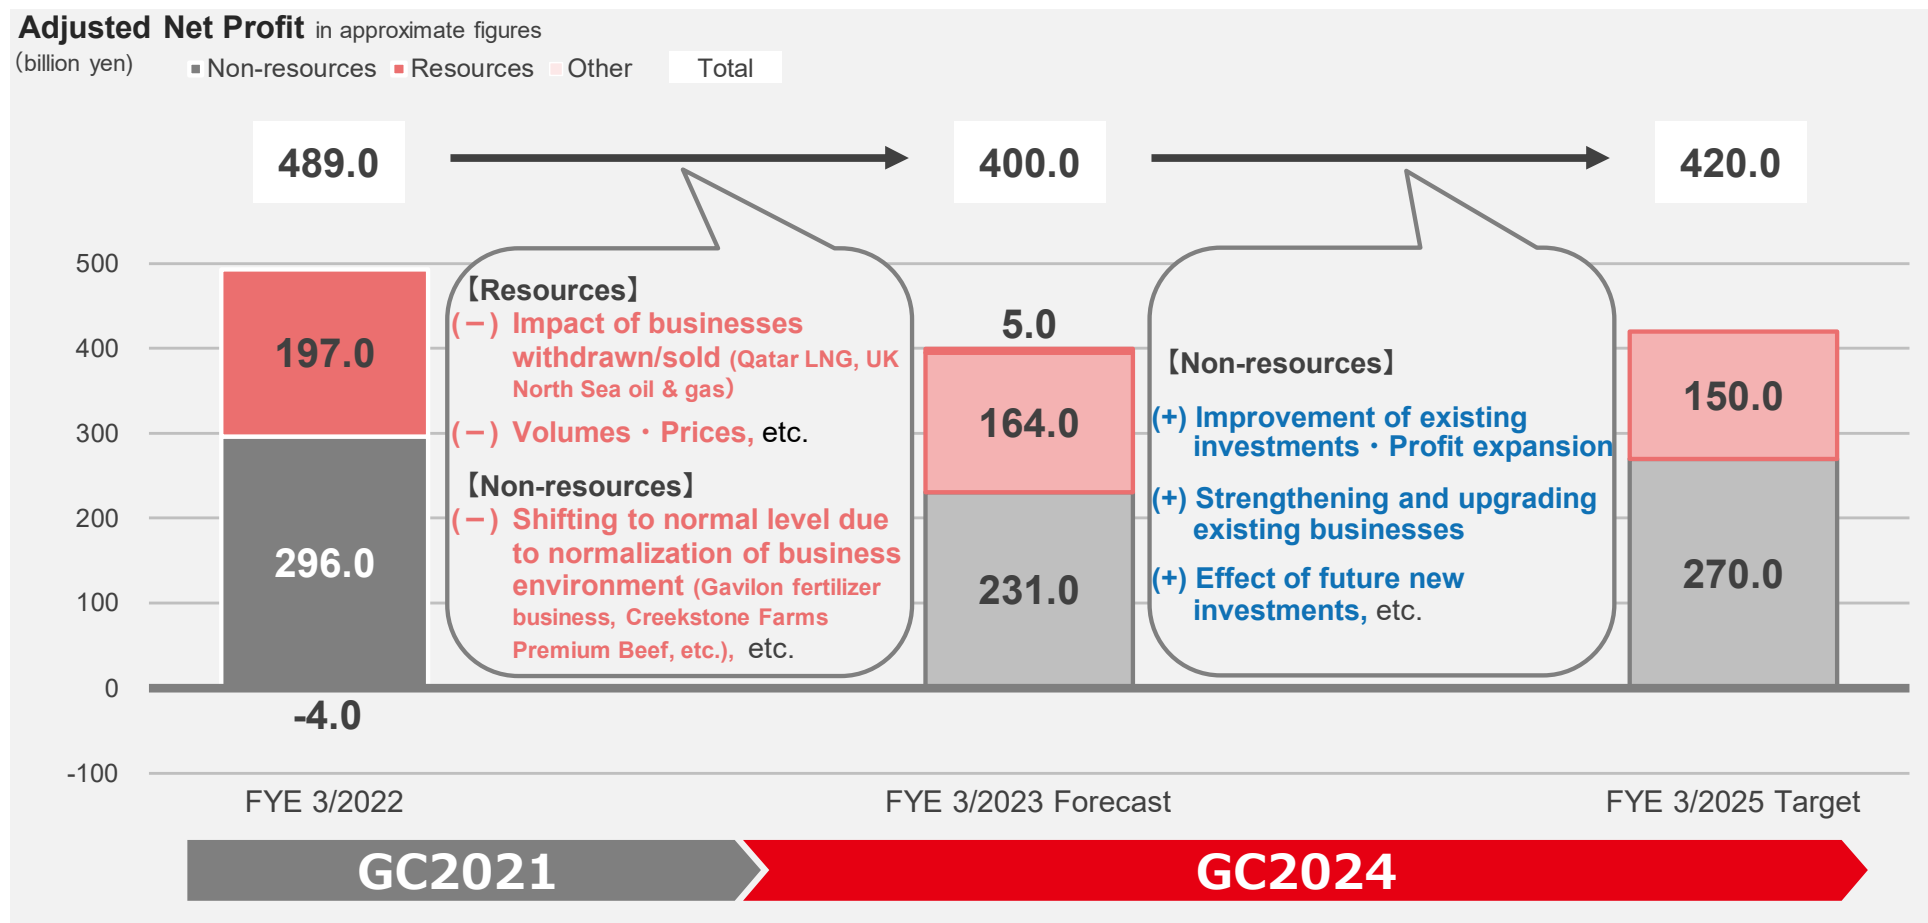 Adjusted Net Profit in approximate figures
(billion yen)
Non-resources Resources Other Total
489.0 400.0 420.0
500
400
300
200
100
0
-100
197.0
296.0
-4.0
【Resources】
(－) Impact of businesses
withdrawn/sold (Qatar LNG, UK
North Sea oil & gas)
(－) Volumes・Prices, etc.
【Non-resources】
(－) Shifting to normal level due
to normalization of business
environment (Gavilon fertilizer
business, Creekstone Farms
Premium Beef, etc.), etc.
5.0
164.0
231.0
【Non-resources】
(+) Improvement of existing
investments・Profit expansion
(+) Strengthening and upgrading
existing businesses
(+) Effect of future new
investments, etc.
150.0
270.0
FYE 3/2022 FYE 3/2023 Forecast FYE 3/2025 Target
GC2021 GC2024